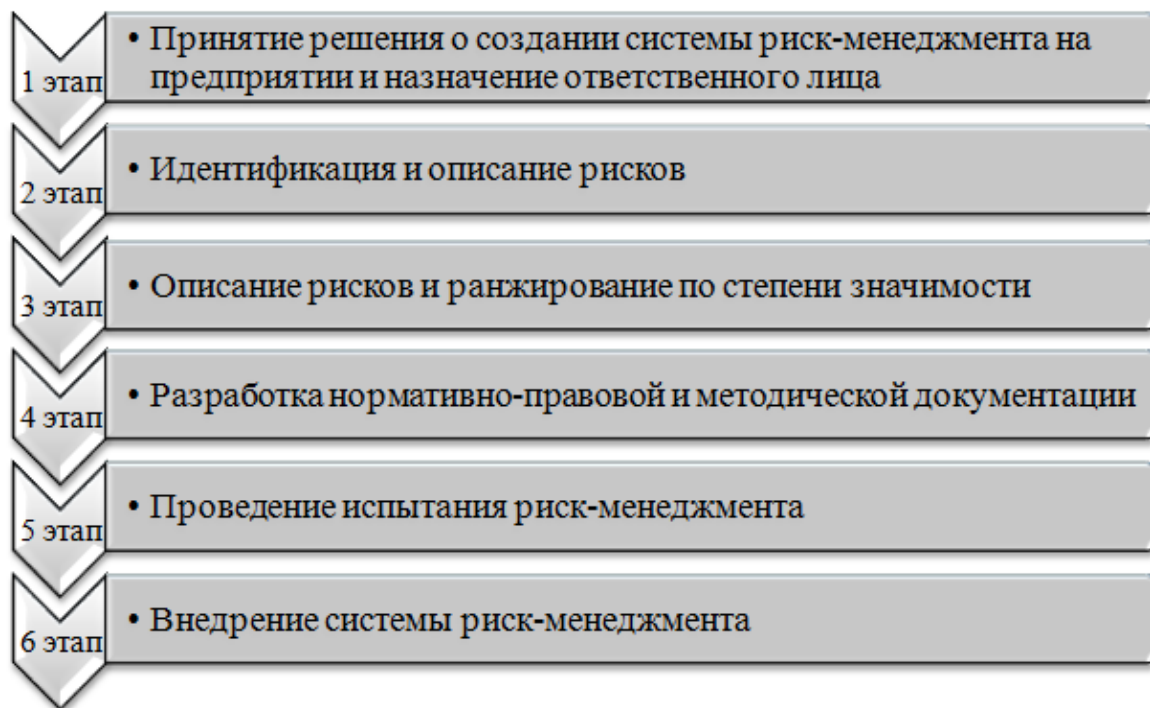 1 этап
• Принятие решения о создании системы риск-менеджмента на
предприятии и назначение ответственного лица
2 этап
• Идентификация и описание рисков
3 этап
• Описание рисков и ранжирование по степени значимости
4 этап
• Разработка нормативно-правовой и методической документации
5 этап
• Проведение испытания риск-менеджмента
6 этап
• Внедрение системы риск-менеджмента